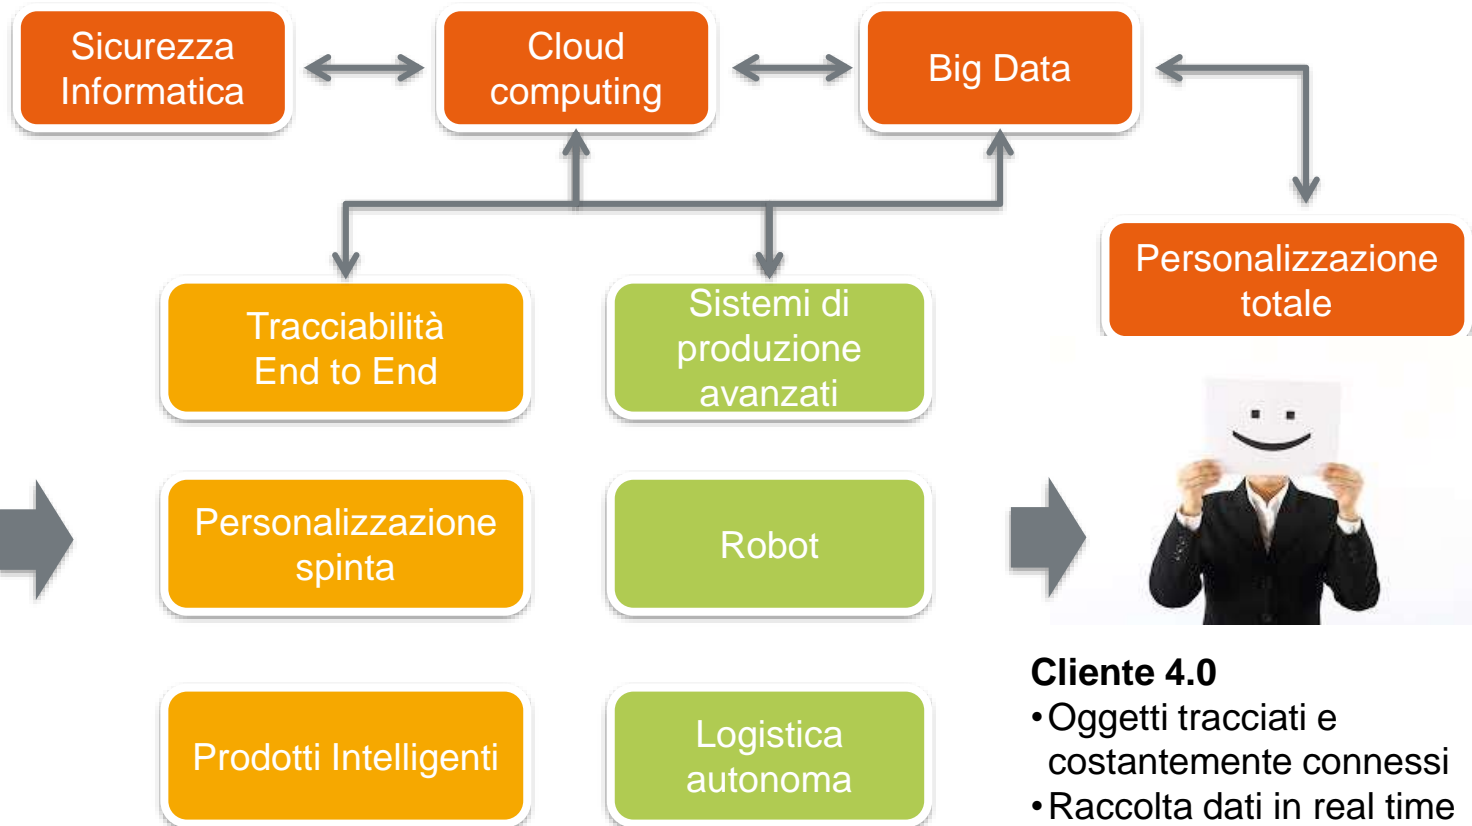 Sicurezza
Informatica
Cloud
computing
Big Data
Personalizzazione
totale
Tracciabilità
End to End
Sistemi di
produzione
avanzati
Personalizzazione
spinta
Robot
Prodotti Intelligenti
Logistica
autonoma
Cliente 4.0
•Oggetti tracciati e
costantemente connessi
•Raccolta dati in real time